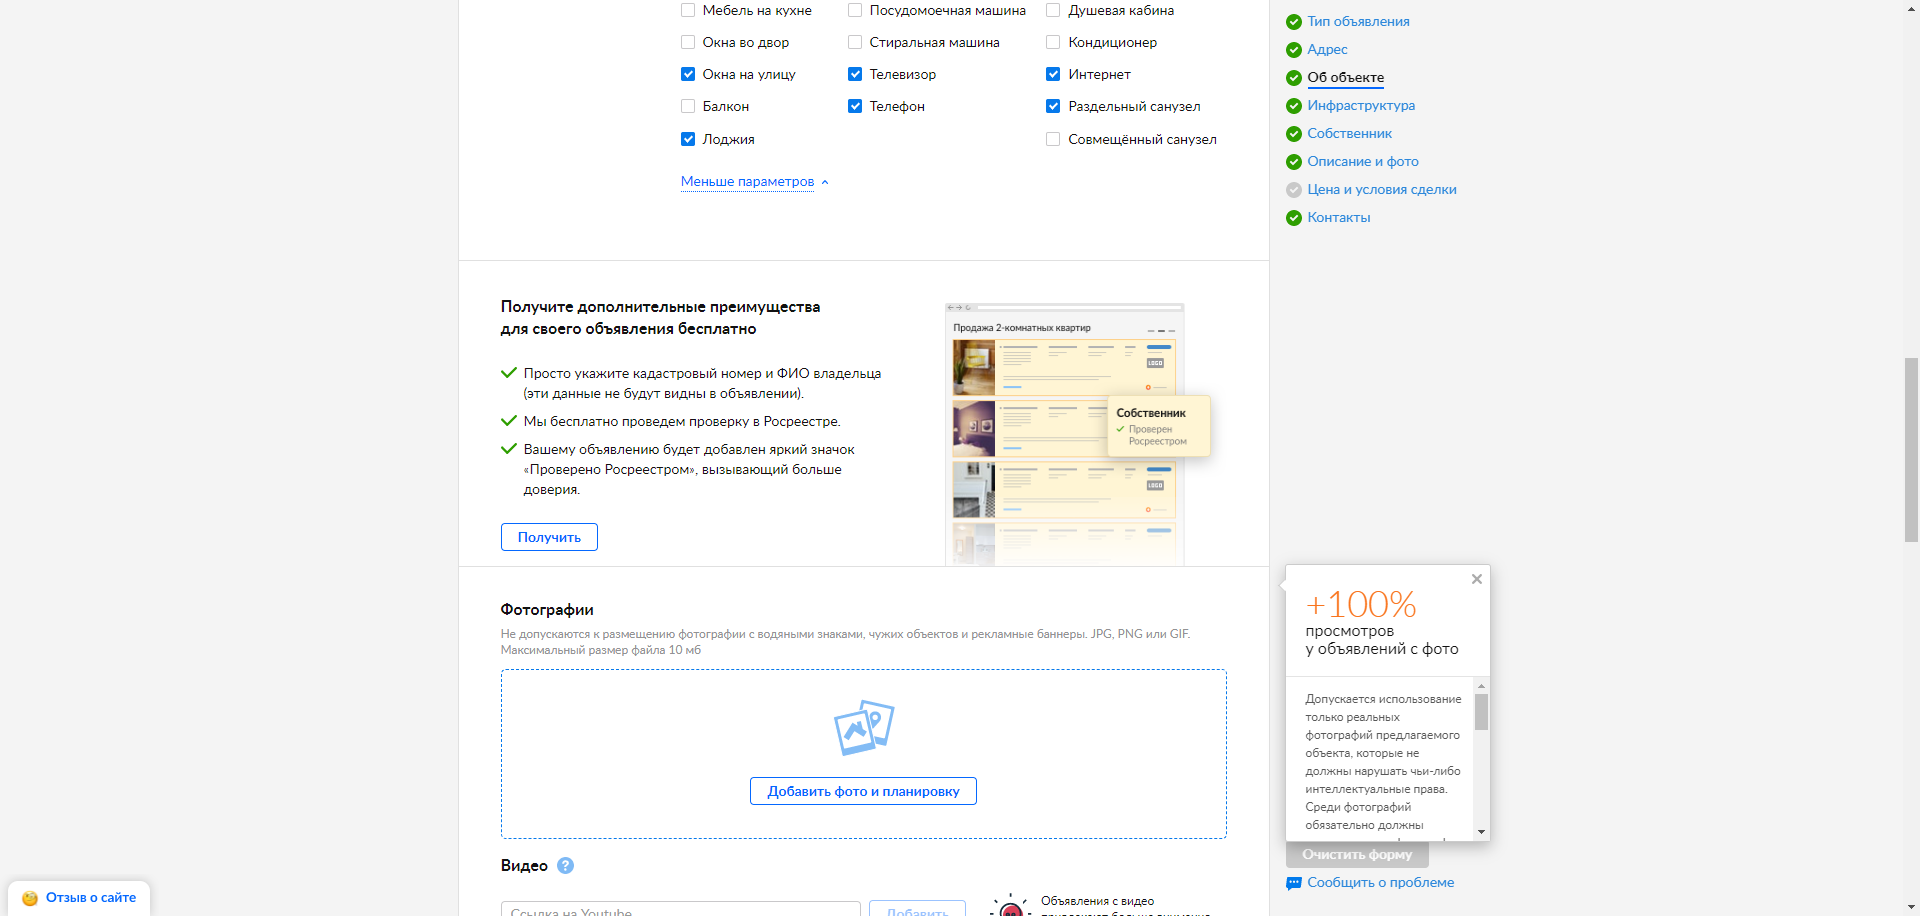 Мебель на кухне
Посудомоечная машина
Душевая кабина
Окна во двор
Стиральная машина
Кондиционер
Окна на улицу
Телевизор
Интернет
Балкон
Телефон
Раздельный санузел
Лоджия
Совмещённый санузел
Меньше параметров
Тип объявления
Адрес
Об объекте
Инфраструктура
Собственник
Описание и фото
Цена и условия сделки
Контакты
Получите дополнительные преимущества
для своего объявления бесплатно
Просто укажите кадастровый номер и ФИО владельца
(эти данные не будут видны в объявлении).
Мы бесплатно проведем проверку в Росреестре.
Вашему объявлению будет добавлен яркий значок
«Проверено Росреестром», вызывающий больше
доверия.
Получить
Продажа 2-комнатных квартир
LOGO
Собственник
Проверен
Росреестром
LOGO
Фотографии
Не допускаются к размещению фотографии с водяными знаками, чужих объектов и рекламные баннеры. JPG, PNG или GIF.
Максимальный размер файла 10 мб
Добавить фото и планировку
Видео ?
Ссылка на Youtube
Добавить
Объявления с видео
+100%
просмотров
у объявлений с фото
Допускается использование
только реальных
фотографий предлагаемого
объекта, которые не
должны нарушать чьи-либо
интеллектуальные права.
Среди фотографий
обязательно должны
Очистить форму
Сообщить о проблеме
Отзыв о сайте